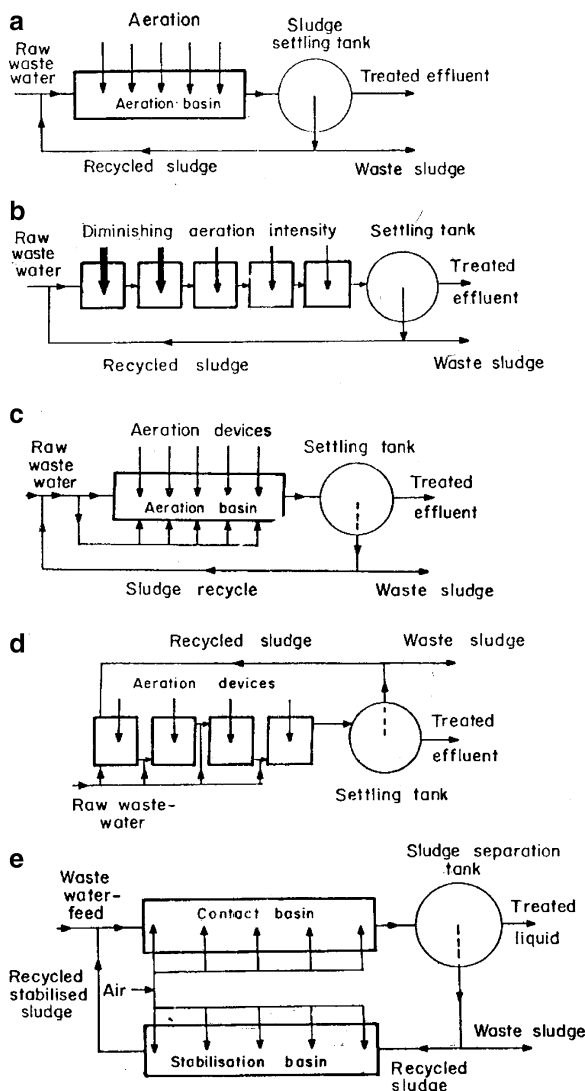 a
Aeration
Sludge
settling tank
Raw
waste
water
Treated effluent
Aeration basin
Recycled sludge
Waste sludge
b
Raw
waste
water
Diminishing aeration intensity
Settling tank
Treated
effluent
Recycled sludge
Waste sludge
c
Aeration devices
Settling tank
Raw
waste
water
Treated
effluent
Aeration basin
Sludge recycle
Waste sludge
d
Recycled sludge
Waste sludge
Aeration devices
Treated
effluent
Raw waste-
water
Settling tank
e
Sludge separation
tank
Waste
water-
feed
Contact basin
Treated
liquid
Recycled
stabilised
sludge
Air
Waste sludge
Stabilisation basin
Recycled
sludge